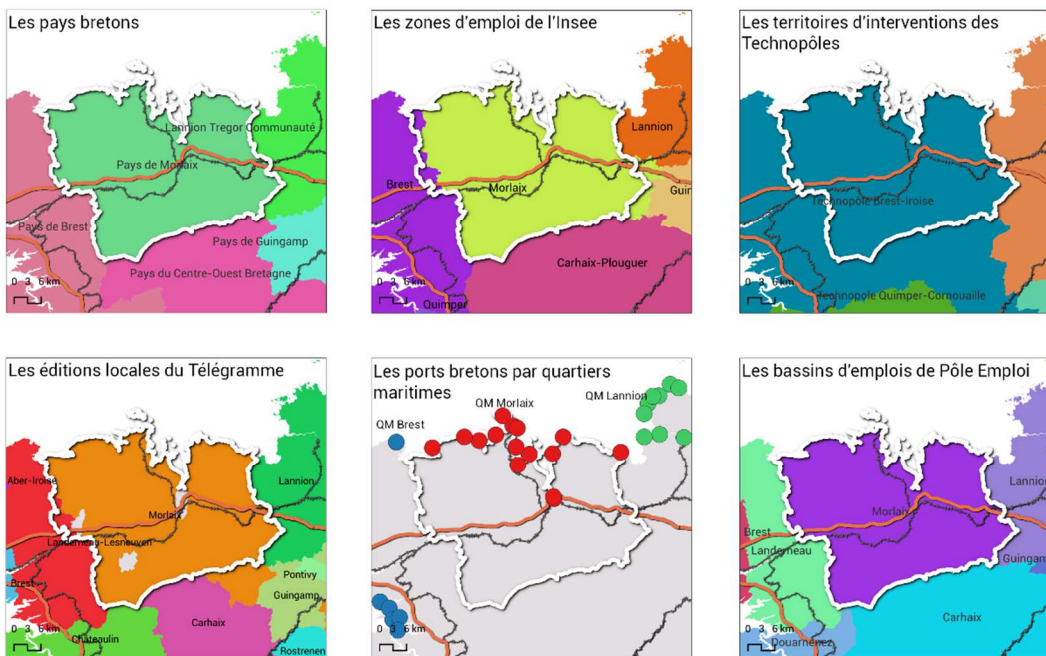 Les pays bretons
Lannion Tregor Communauté
Pays de Morlaix
Pays de Brest
Pays de Guingamp
Pays du Centre-Ouest Bretagne
0 3 6 km
Les zones d'emploi de l'Insee
Lannion
Brest
Morlaix
Guin
Carhaix-Plouguer
0 3 6 km
Quimper
Les territoires d'interventions des
Technopôles
Technopôle Brest-Iroise
0 3 6 km
Technopole Quimper-Cornouaille
Les éditions locales du Télégramme
Aber-Iroise
Lannion
Morlaix
Landerneau-Lesneven
Brest
Pontivy
Guingamp
Carhaix
0 3 6 km
Châteaulin
Rostrenen
Les ports bretons par quartiers
maritimes
QM Lannion
QM Morlaix
QM Brest
0 3 6 km
Les bassins d'emplois de Pôle Emploi
Lannion
Morlaix
Brest
Landerneau
Guingam
Carhaix
0 3 6 km
Douarnenez